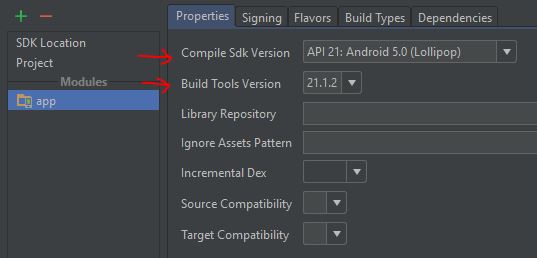 Properties Signing Flavors Build Types Dependencies
SDK Location
Project
Modules
app
Compile Sdk Version API 21: Android 5.0 (Lollipop)
Build Tools Version 21.1.2
Library Repository
Ignore Assets Pattern
Incremental Dex
Source Compatibility
Target Compatibility